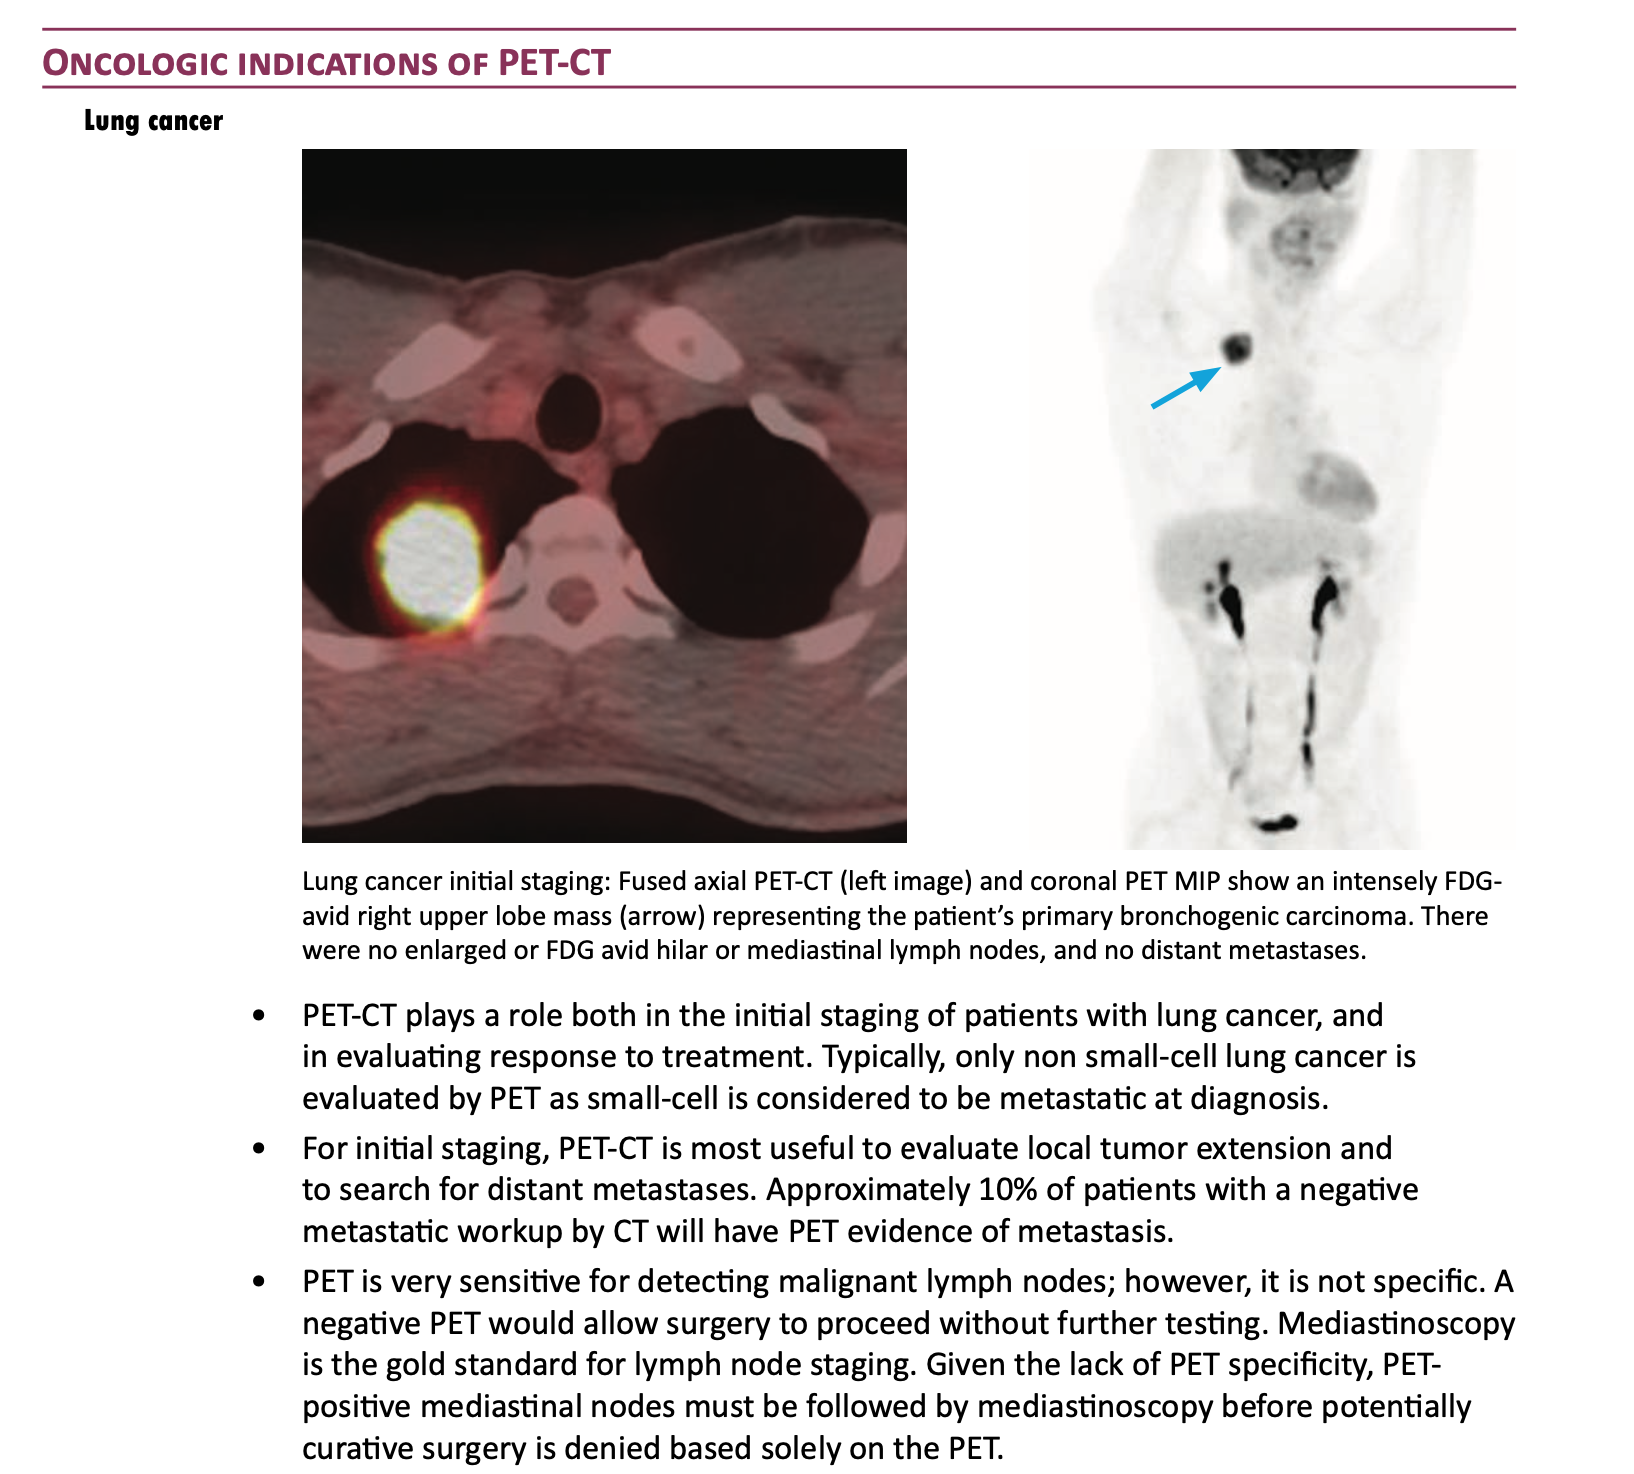 ONCOLOGIC INDICATIONS OF PET-CT
Lung cancer
Lung cancer initial staging: Fused axial PET-CT (left image) and coronal PET MIP show an intensely FDG-
avid right upper lobe mass (arrow) representing the patient's primary bronchogenic carcinoma. There
were no enlarged or FDG avid hilar or mediastinal lymph nodes, and no distant metastases.
• PET-CT plays a role both in the initial staging of patients with lung cancer, and
in evaluating response to treatment. Typically, only non small-cell lung cancer is
evaluated by PET as small-cell is considered to be metastatic at diagnosis.
• For initial staging, PET-CT is most useful to evaluate local tumor extension and
to search for distant metastases. Approximately 10% of patients with a negative
metastatic workup by CT will have PET evidence of metastasis.
• PET is very sensitive for detecting malignant lymph nodes; however, it is not specific. A
negative PET would allow surgery to proceed without further testing. Mediastinoscopy
is the gold standard for lymph node staging. Given the lack of PET specificity, PET-
positive mediastinal nodes must be followed by mediastinoscopy before potentially
curative surgery is denied based solely on the PET.